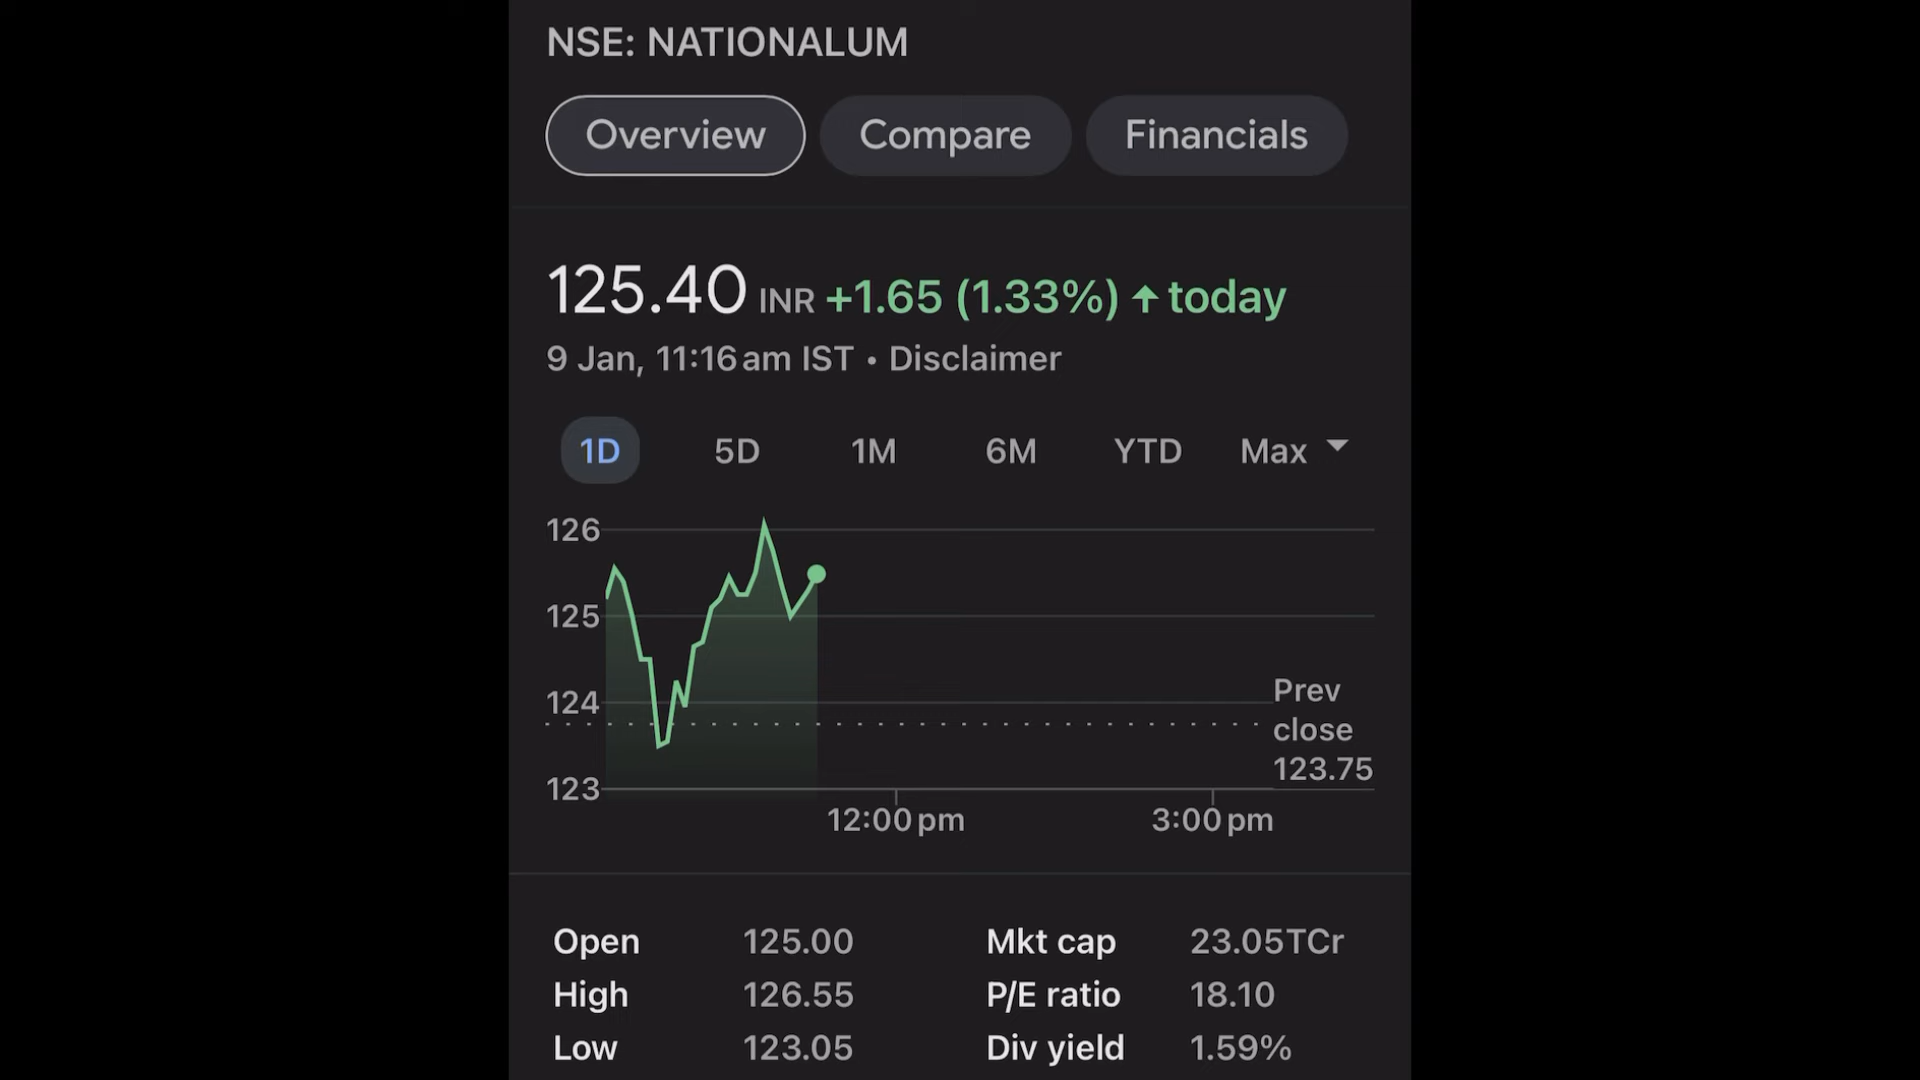 NSE: NATIONALUM
Overview Compare Financials
125.40 INR +1.65 (1.33%) ↑ today
9 Jan, 11:16 am IST • Disclaimer
1D 5D 1M 6M YTD Max
126
125
124
123
Prev
close
123.75
12:00 pm 3:00 pm
Open 125.00 Mkt cap 23.05TCr
High 126.55 P/E ratio 18.10
Low 123.05 Div yield 1.59%